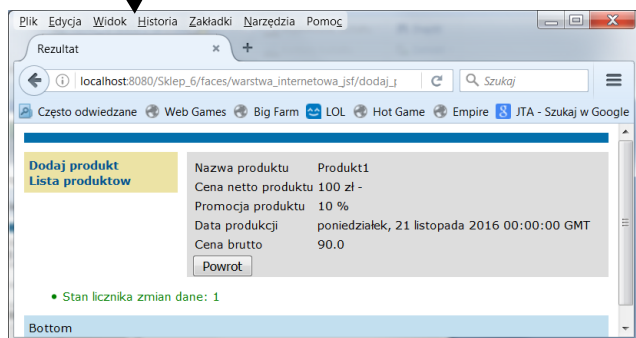 Plik Edycja Widok Historia Zakładki Narzędzia Pomoc
Rezultat × +
localhost:8080/Sklep_6/faces/warstwa_internetowa_jsf/dodaj_ Szukaj
Często odwiedzane Web Games Big Farm LOL Hot Game Empire JTA - Szukaj w Google
Dodaj produkt
Lista produktow
Nazwa produktu Produkt1
Cena netto produktu 100 zł -
Promocja produktu 10 %
Data produkcji poniedziałek, 21 listopada 2016 00:00:00 GMT
Cena brutto 90.0
Powrot
• Stan licznika zmian dane: 1
Bottom